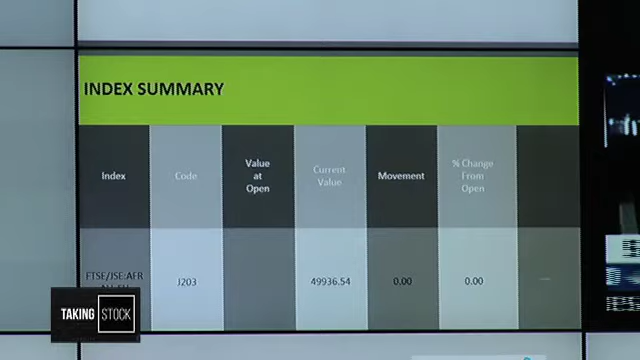 INDEX SUMMARY
Index
Code
Value
at
Open
Current
Value
Movement
% Change
From
Open
FTSE/JSE:AFR
J203
49936.54
0.00
0.00
TAKING STOCK